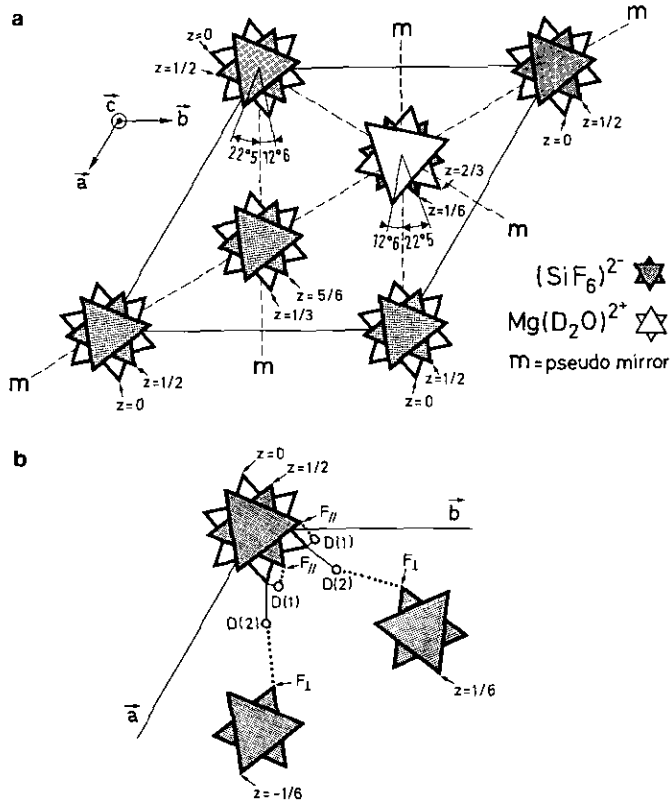 a
m
m
z=0
z=1/2
c
b
a
22°5
12°6
z=2/3
z=1/6
12°6
22°5
z=1/2
z=0
m
z=5/6
z=1/3
m
m
z=1/2
z=0
z=1/2
z=0
(SiF6)2-
Mg(D2O)2+
m=pseudo mirror
b
z=0
z=1/2
F//
b
D(1)
F//
D(2)
F⊥
D(1)
D(2)
F⊥
z=1/6
a
z=-1/6